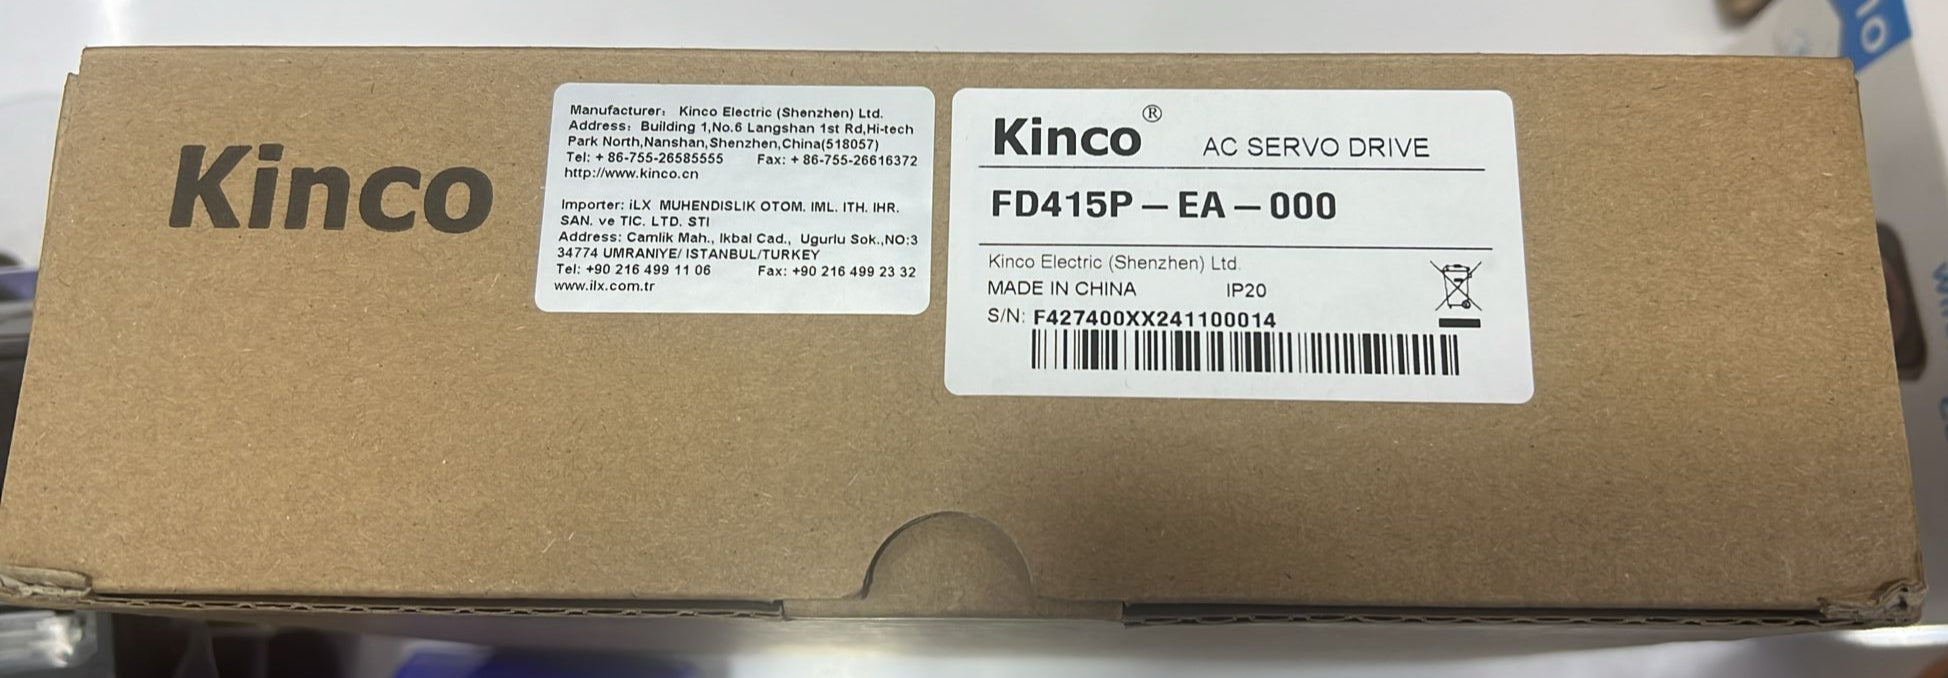 Kinco
Manufacturer: Kinco Electric (Shenzhen) Ltd.
Address: Building 1,No.6 Langshan 1st Rd,Hi-tech
Park North,Nanshan,Shenzhen,China(518057)
Tel: + 86-755-26585555 Fax: + 86-755-26616372
http://www.kinco.cn
Importer: iLX MUHENDISLIK OTOM. IML. ITH. IHR.
SAN. ve TIC. LTD. STI
Address: Camlik Mah., Ikbal Cad., Ugurlu Sok.,NO:3
34774 UMRANIYE/ ISTANBUL/TURKEY
Tel: +90 216 499 11 06 Fax: +90 216 499 23 32
www.ilx.com.tr
Kinco® AC SERVO DRIVE
FD415P-EA-000
Kinco Electric (Shenzhen) Ltd.
MADE IN CHINA IP20
S/N: F427400XX241100014